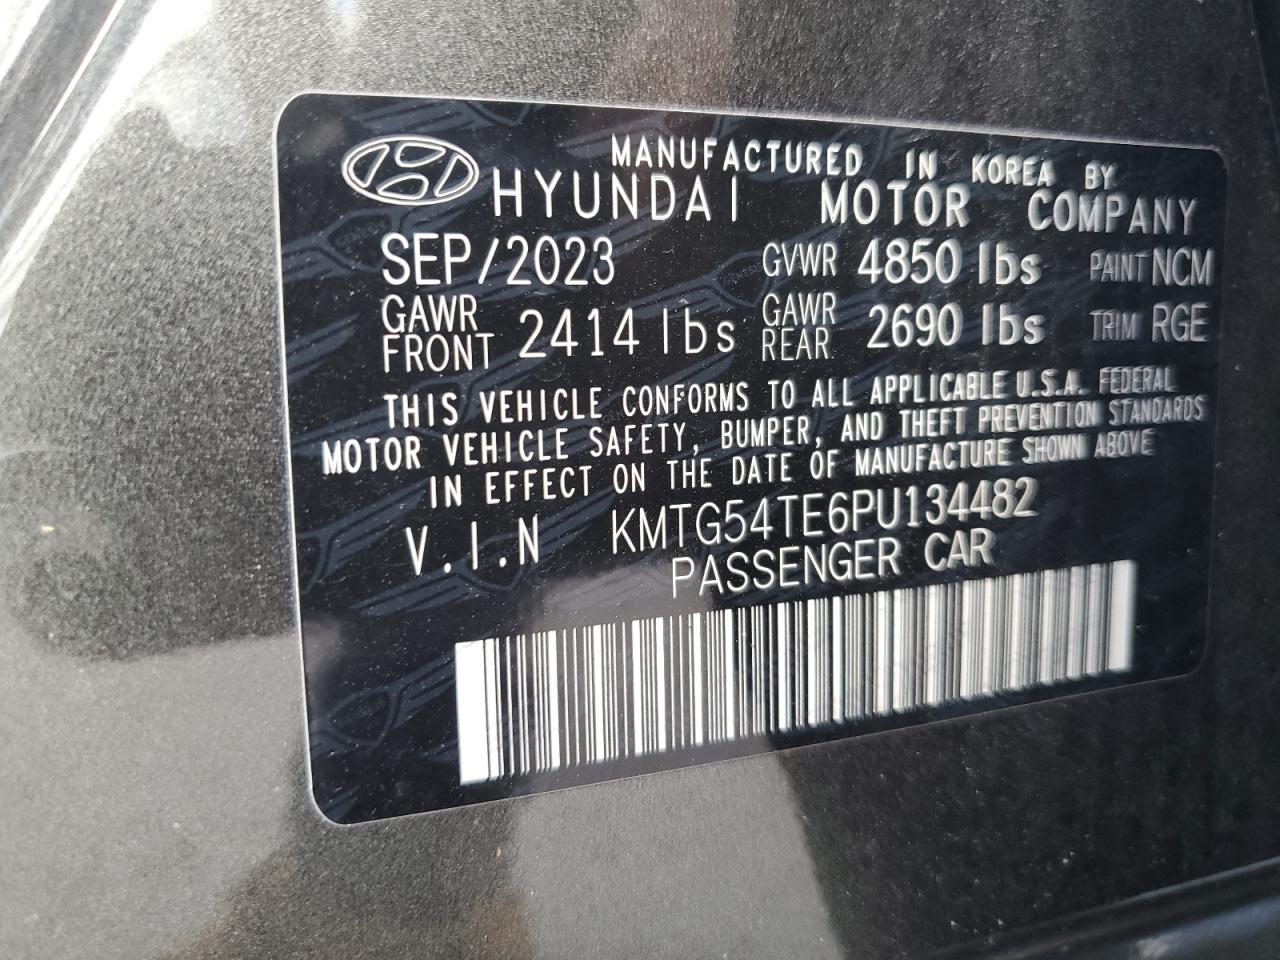 MANUFACTURED IN KOREA BY
HYUNDAI MOTOR COMPANY
SEP/2023 GVWR 4850 lbs PAINT NCM
GAWR FRONT 2414 lbs GAWR REAR 2690 lbs TRIM RGE
THIS VEHICLE CONFORMS TO ALL APPLICABLE U.S.A. FEDERAL
MOTOR VEHICLE SAFETY, BUMPER, AND THEFT PREVENTION STANDARDS
IN EFFECT ON THE DATE OF MANUFACTURE SHOWN ABOVE
V.I.N KMTG54TE6PU134482
PASSENGER CAR